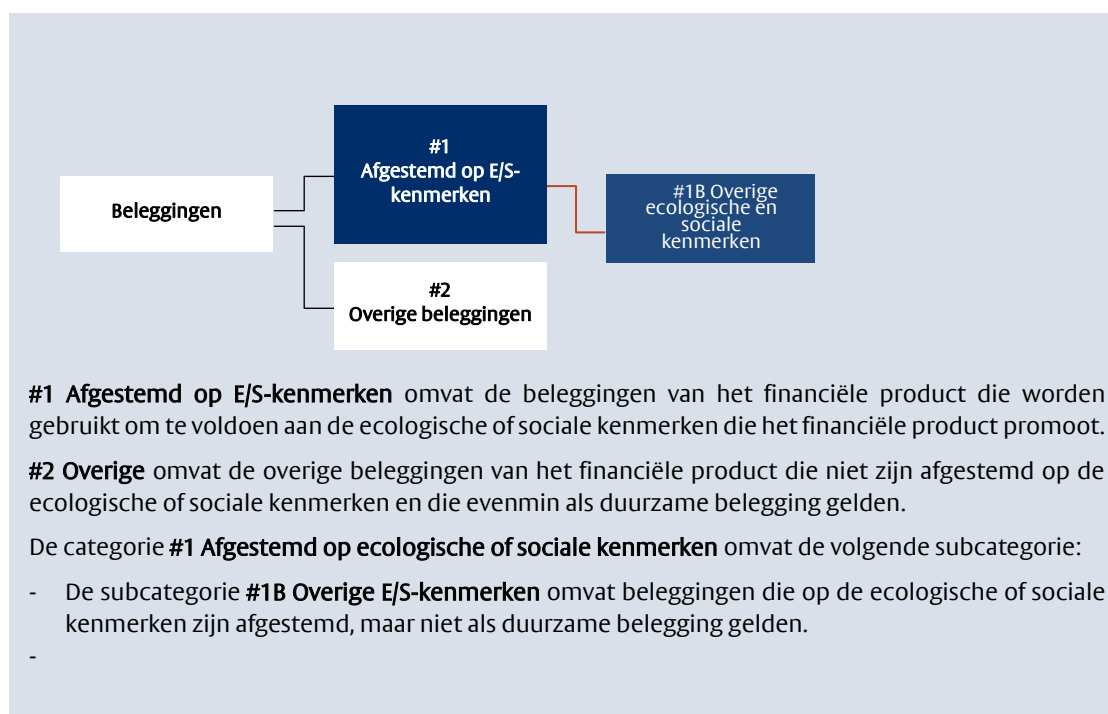 #1
Afgestemd op E/S-
kenmerken
#1B Overige
ecologische en
sociale
kenmerken
Beleggingen
#2
Overige beleggingen
#1 Afgestemd op E/S-kenmerken omvat de beleggingen van het financiële product die worden
gebruikt om te voldoen aan de ecologische of sociale kenmerken die het financiële product promoot.
#2 Overige omvat de overige beleggingen van het financiële product die niet zijn afgestemd op de
ecologische of sociale kenmerken en die evenmin als duurzame belegging gelden.
De categorie #1 Afgestemd op ecologische of sociale kenmerken omvat de volgende subcategorie:
- De subcategorie #1B Overige E/S-kenmerken omvat beleggingen die op de ecologische of sociale
kenmerken zijn afgestemd, maar niet als duurzame belegging gelden.
-